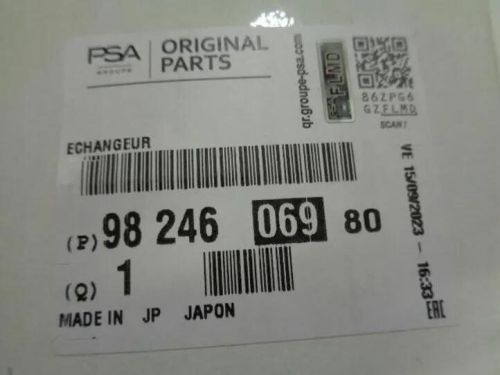 PSA
GROUPE
ORIGINAL
PARTS
qr.groupe-psa.com
FLMD
86ZPG6
GZFLMD
SCAN!
ECHANGEUR
(P) 98 246 069 80
(Q) 1
MADE IN JP JAPON
VE 15/09/2023 - 16:33
EAC